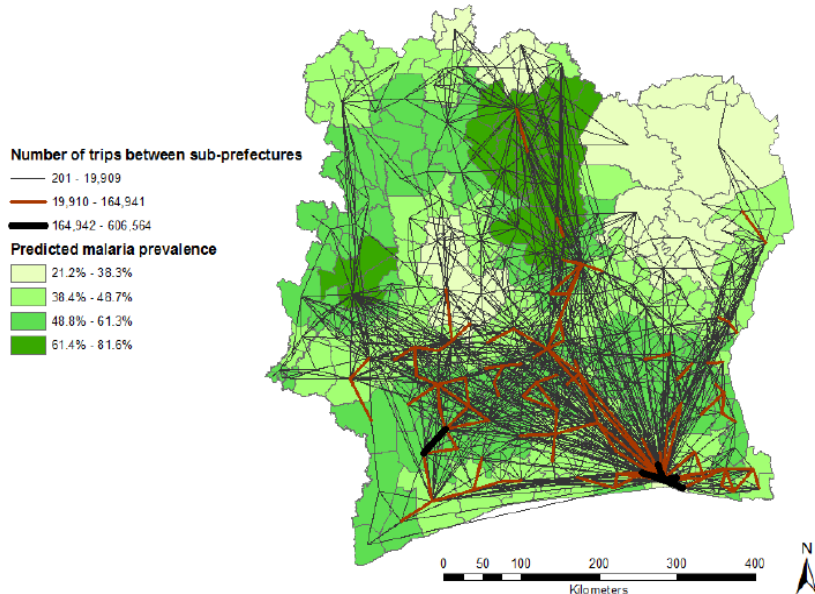 Number of trips between sub-prefectures
201 - 19,909
19,910 - 164,941
164,942 - 606,564
Predicted malaria prevalence
21.2% - 38.3%
38.4% - 48.7%
48.8% - 61.3%
61.4% - 81.6%
N
0 50 100 200 300 400
Kilometers